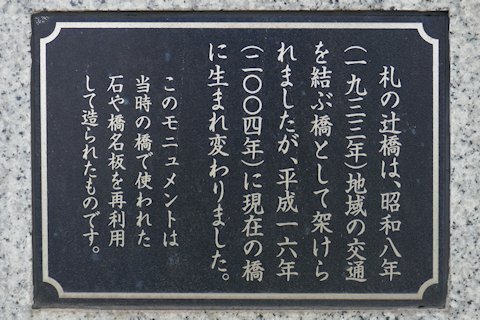 札の辻橋は、昭和八年
(一九三三年)地域の交通
を結ぶ橋として架けら
れましたが、平成一六年
(二〇〇四年)に現在の橋
に生まれ変わりました。
このモニュメントは
当時の橋で使われた
石や橋名板を再利用
して造られたものです。